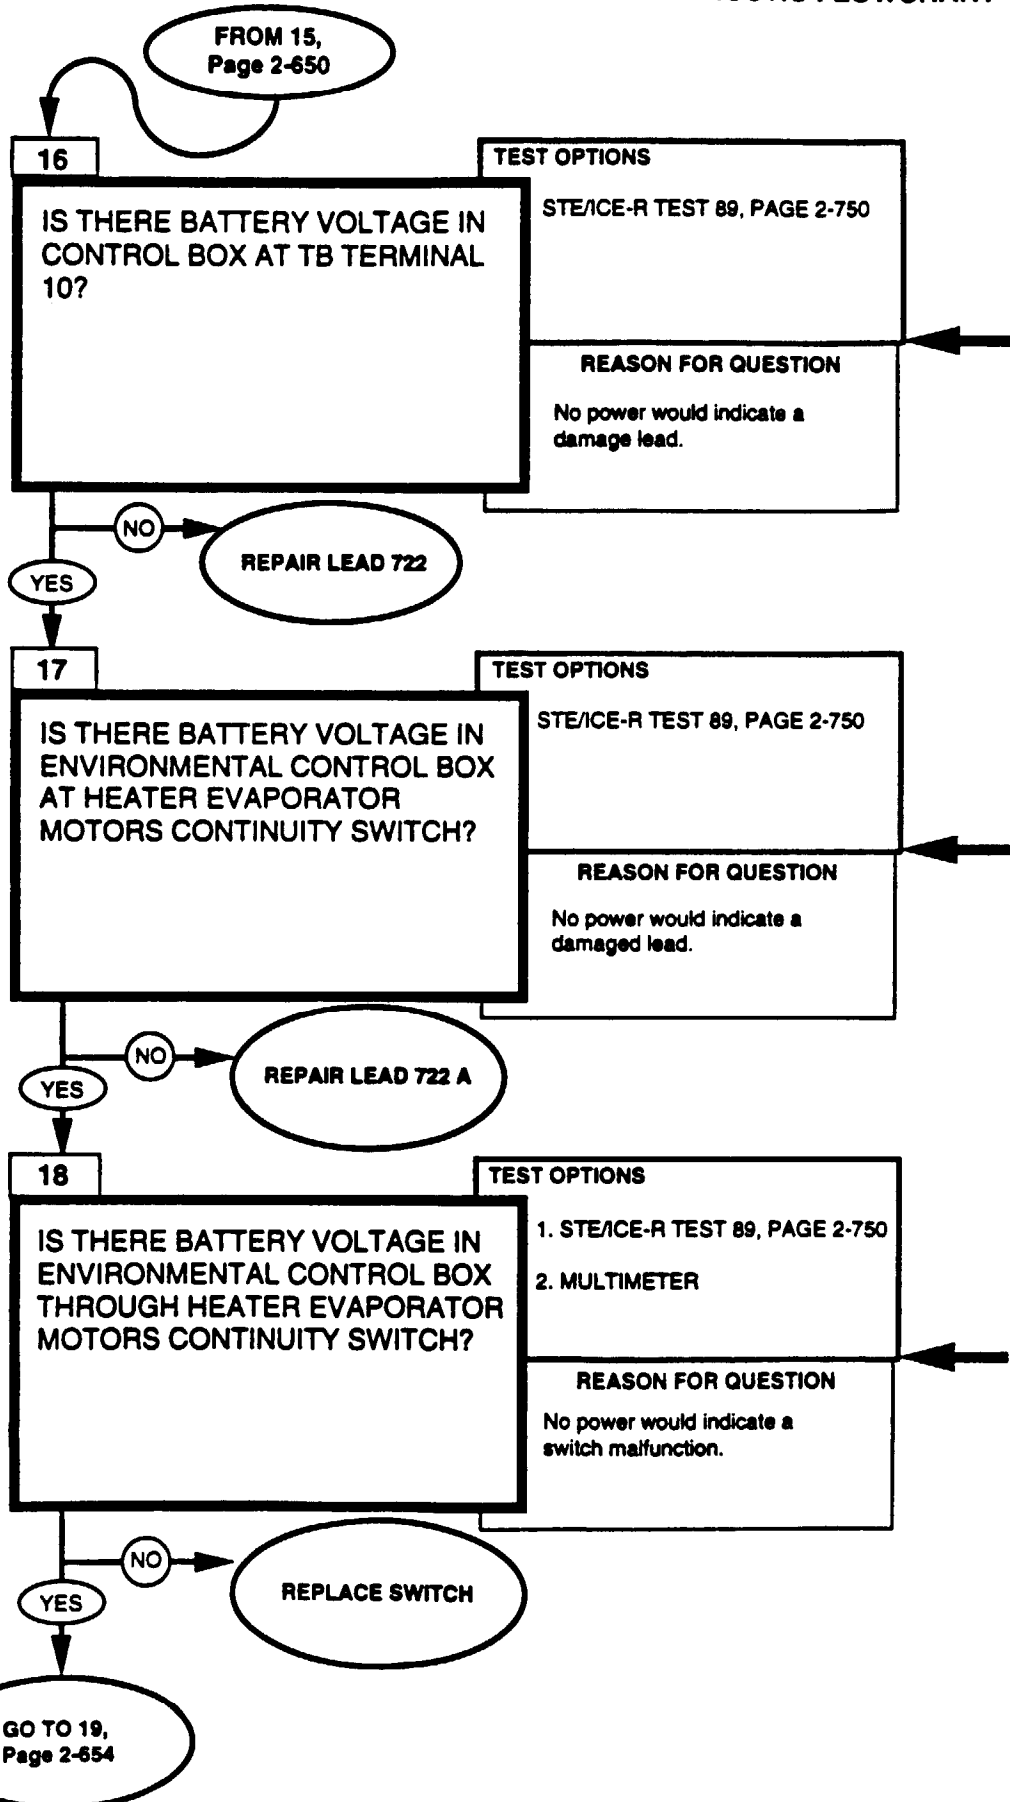 FROM 15,
Page 2-650
16
IS THERE BATTERY VOLTAGE IN
CONTROL BOX AT TB TERMINAL
10?
TEST OPTIONS
STE/ICE-R TEST 89, PAGE 2-750
REASON FOR QUESTION
No power would indicate a
damage lead.
NO
REPAIR LEAD 722
YES
17
IS THERE BATTERY VOLTAGE IN
ENVIRONMENTAL CONTROL BOX
AT HEATER EVAPORATOR
MOTORS CONTINUITY SWITCH?
TEST OPTIONS
STE/ICE-R TEST 89, PAGE 2-750
REASON FOR QUESTION
No power would indicate a
damaged lead.
NO
REPAIR LEAD 722 A
YES
18
IS THERE BATTERY VOLTAGE IN
ENVIRONMENTAL CONTROL BOX
THROUGH HEATER EVAPORATOR
MOTORS CONTINUITY SWITCH?
TEST OPTIONS
1. STE/ICE-R TEST 89, PAGE 2-750
2. MULTIMETER
REASON FOR QUESTION
No power would indicate a
switch malfunction.
NO
REPLACE SWITCH
YES
GO TO 19,
Page 2-654